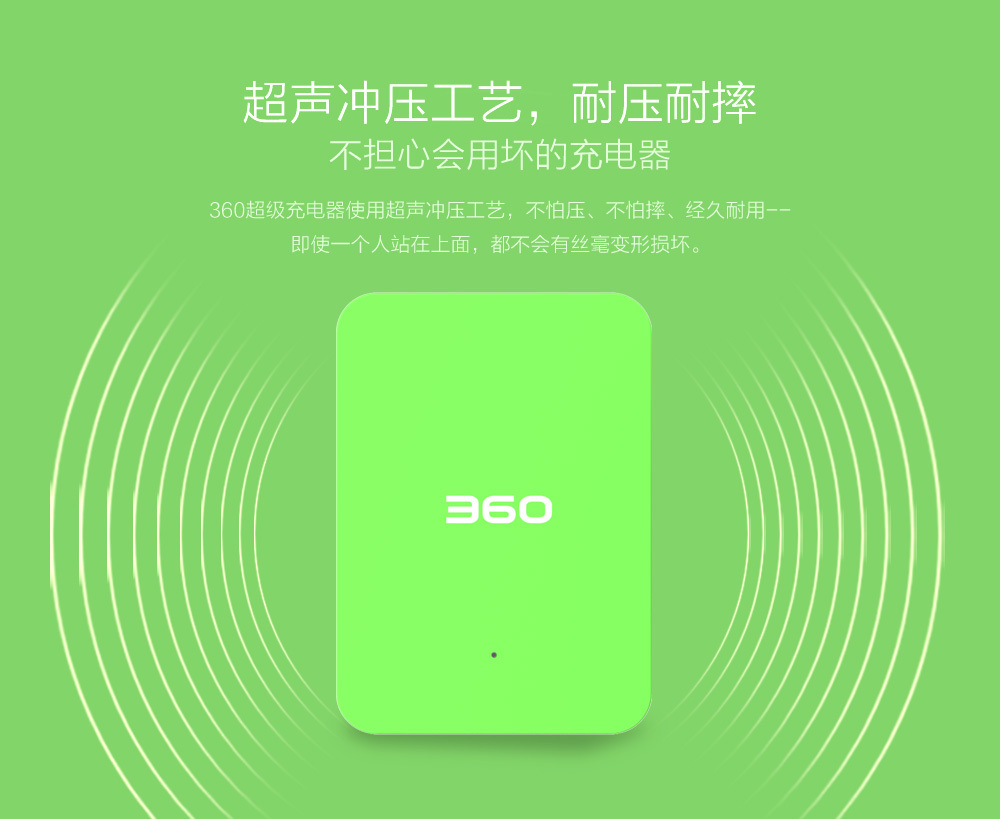 超声冲压工艺，耐压耐摔
不担心会用坏的充电器
360超级充电器使用超声冲压工艺，不怕压、不怕摔、经久耐用--
即使一个人站在上面，都不会有丝毫变形损坏。
360